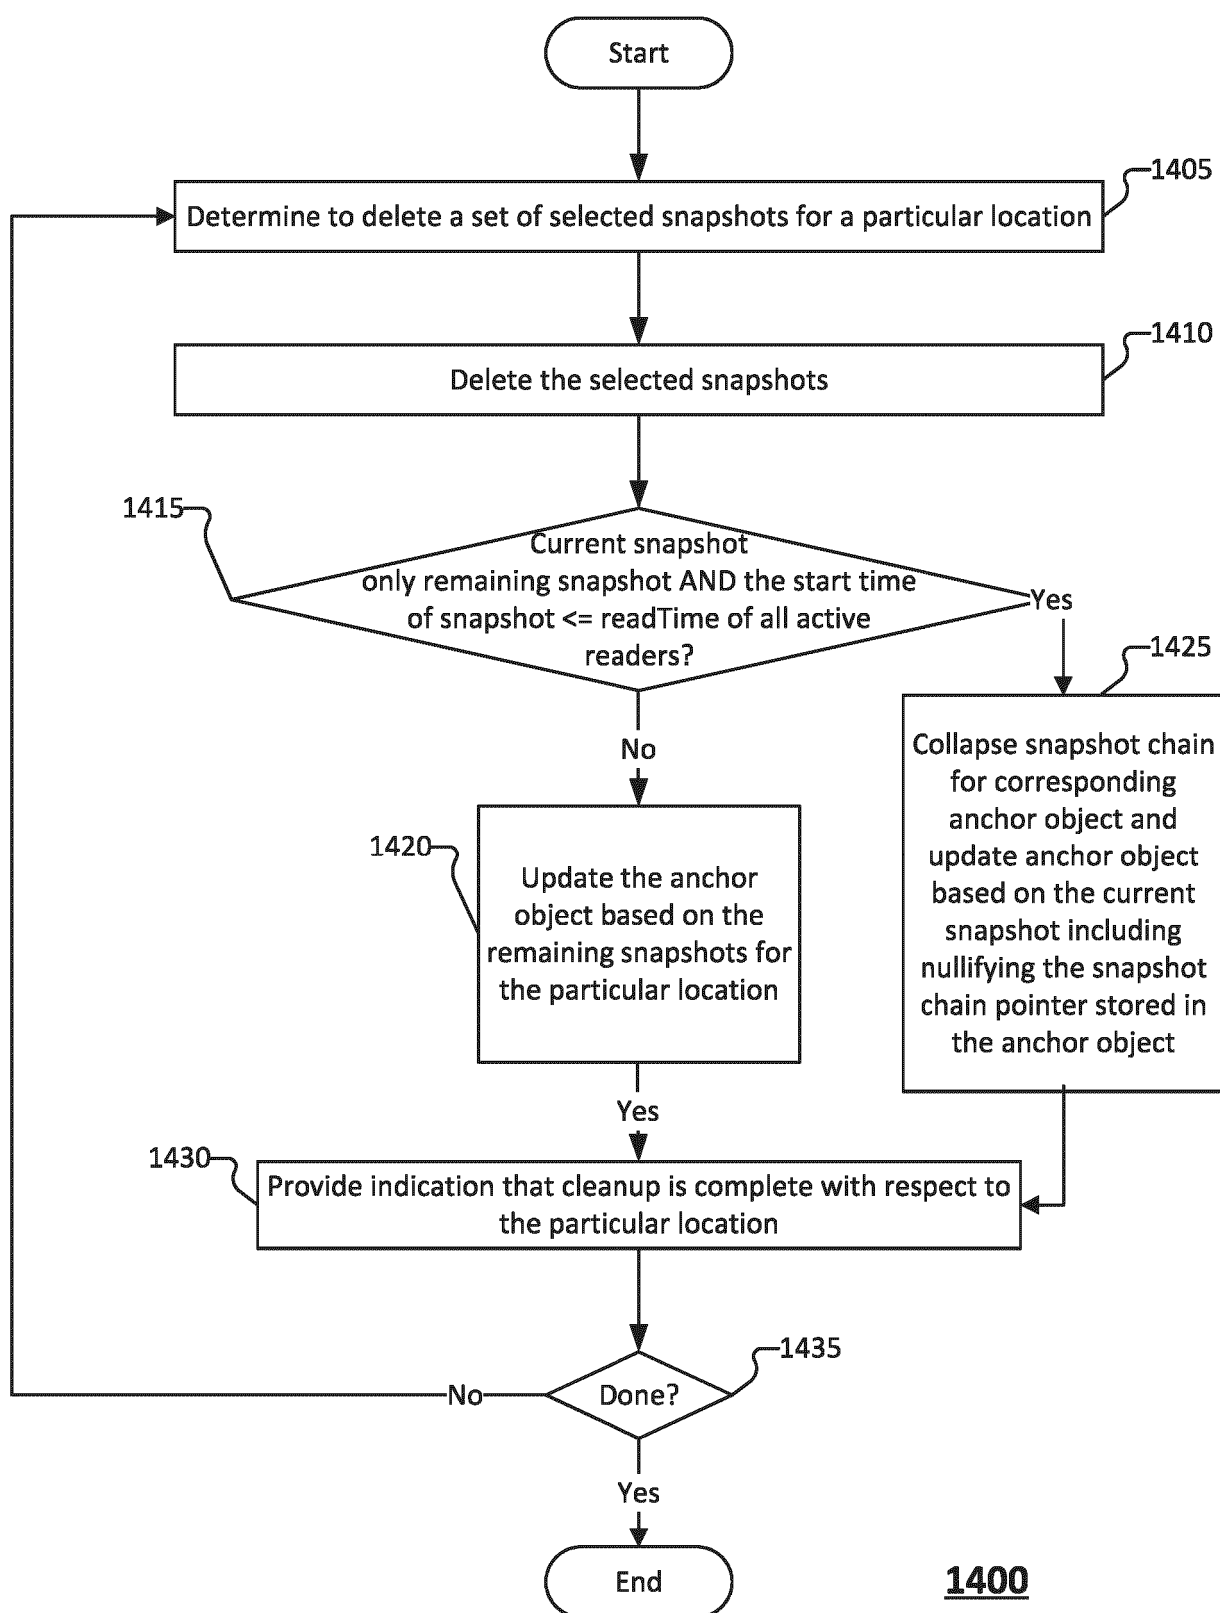 Start
1405
Determine to delete a set of selected snapshots for a particular location
1410
Delete the selected snapshots
1415
Current snapshot
only remaining snapshot AND the start time
of snapshot <= readTime of all active
readers?
Yes
No
1425
Collapse snapshot chain
for corresponding
anchor object and
update anchor object
based on the current
snapshot including
nullifying the snapshot
chain pointer stored in
the anchor object
1420
Update the anchor
object based on the
remaining snapshots for
the particular location
Yes
1430
Provide indication that cleanup is complete with respect to
the particular location
1435
Done?
No
Yes
End
1400